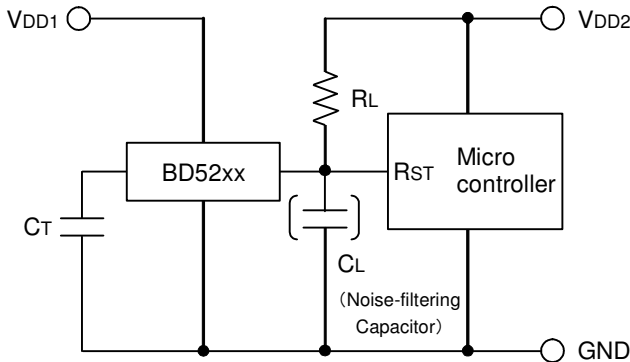 VDD1
VDD2
RL
BD52xx
RST
Micro
controller
CT
CL
（Noise-filtering
Capacitor）
GND